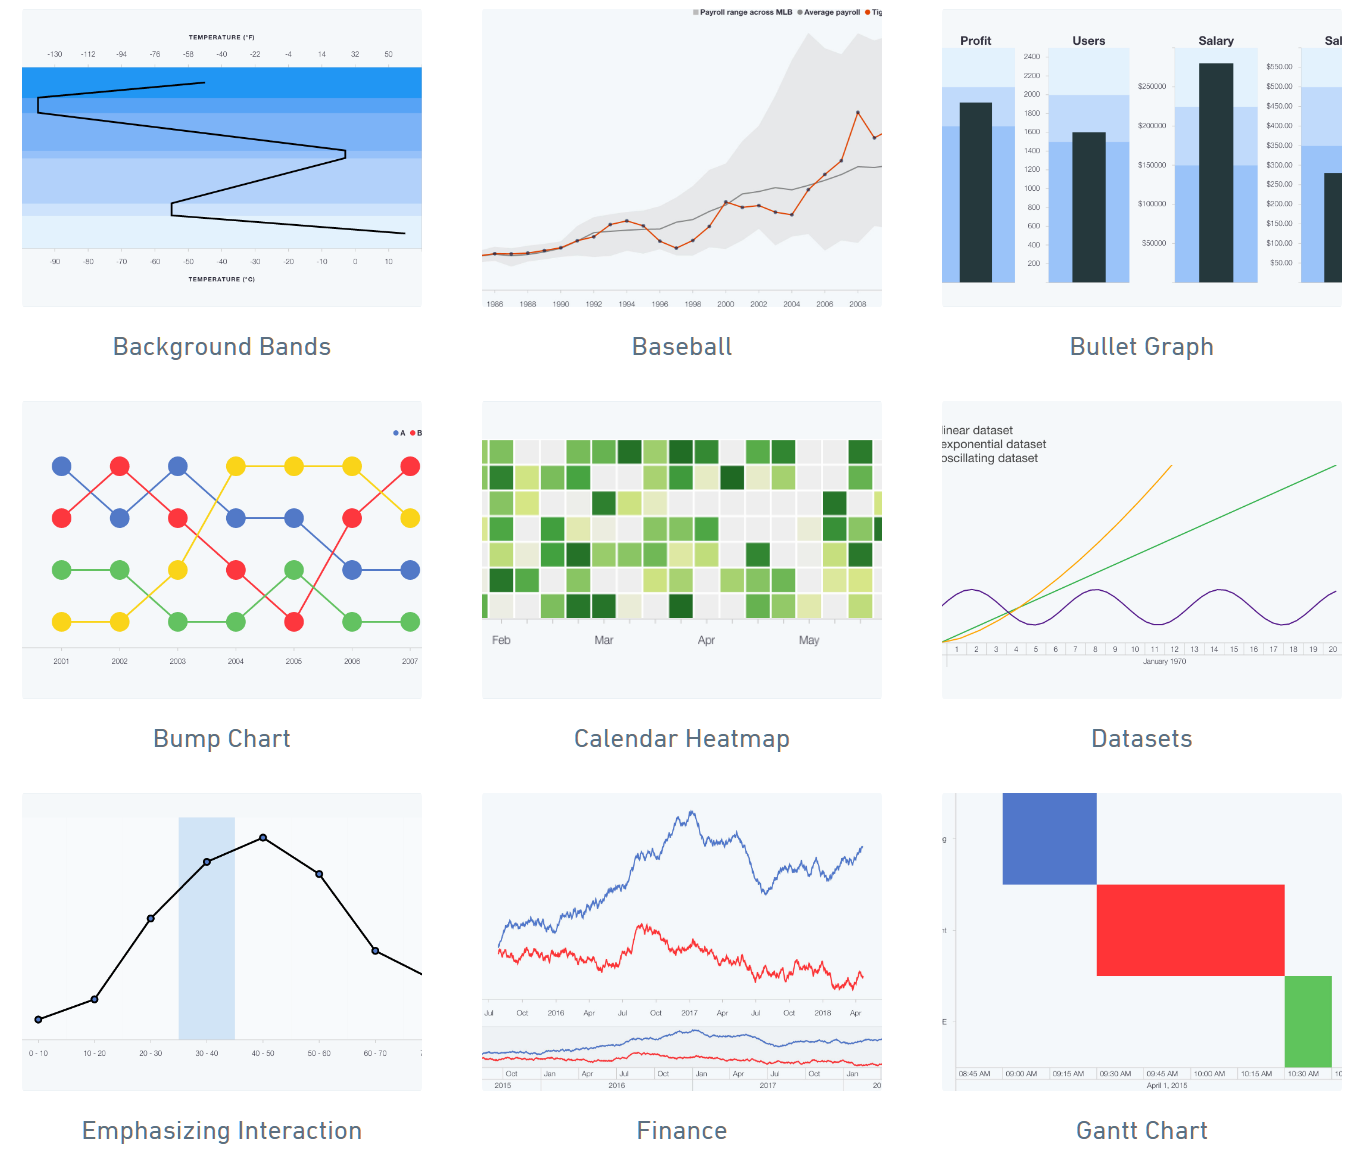 TEMPERATURE (°F)
-130 -112 -94 -76 -58 -40 -22 -4 14 32 50
-90 -80 -70 -60 -50 -40 -30 -20 -10 0 10
TEMPERATURE (°C)
Background Bands
Payroll range across MLB Average payroll Tig
1986 1988 1990 1992 1994 1996 1998 2000 2002 2004 2006 2008
Baseball
Profit Users Salary Sal
2400
2200
2000
1800
1600
1400
1200
1000
800
600
400
200
$250000
$200000
$150000
$100000
$50000
$550.00
$500.00
$450.00
$400.00
$350.00
$300.00
$250.00
$200.00
$150.00
$100.00
$50.00
Bullet Graph
A B
2001 2002 2003 2004 2005 2006 2007
Bump Chart
Feb Mar Apr May
Calendar Heatmap
linear dataset
exponential dataset
oscillating dataset
1 2 3 4 5 6 7 8 9 10 11 12 13 14 15 16 17 18 19 20
January 1970
Datasets
0 - 10 10 - 20 20 - 30 30 - 40 40 - 50 50 - 60 60 - 70 7
Emphasizing Interaction
Jul Oct 2016 Apr Jul Oct 2017 Apr Jul Oct 2018 Apr
Oct Jan Apr Jul Oct Jan Apr Jul Oct Jan
2015 2016 2017 20
Finance
g
nt
E
08:45 AM 09:00 AM 09:15 AM 09:30 AM 09:45 AM 10:00 AM 10:15 AM 10:30 AM 10
April 1, 2015
Gantt Chart